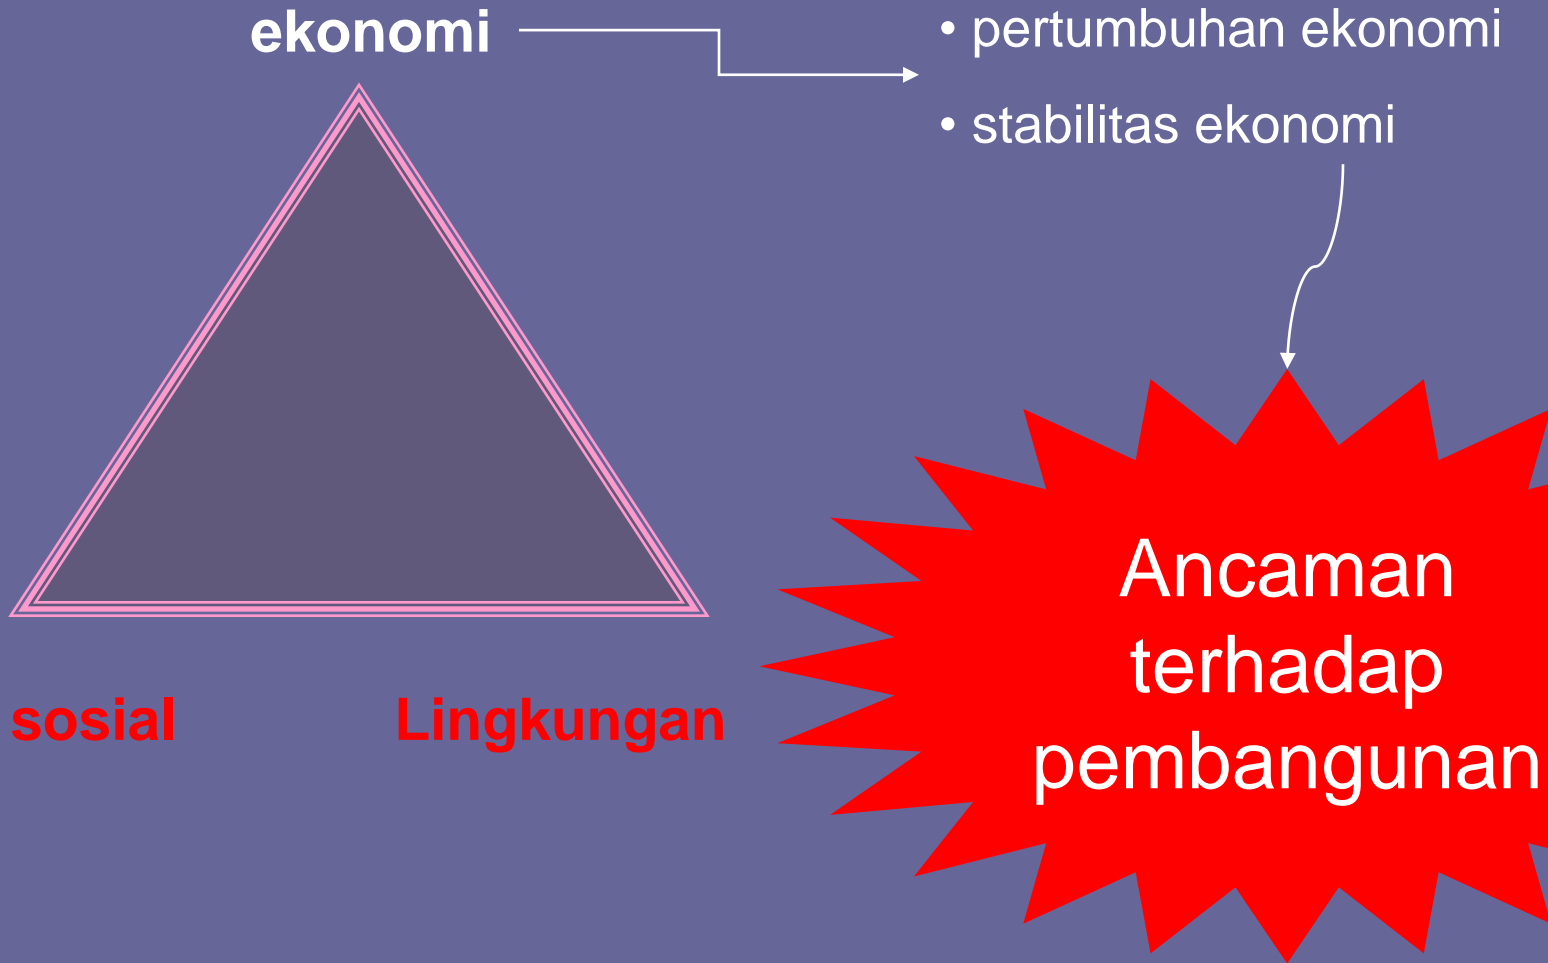 ekonomi
• pertumbuhan ekonomi
• stabilitas ekonomi
sosial
Lingkungan
Ancaman
terhadap
pembangunan